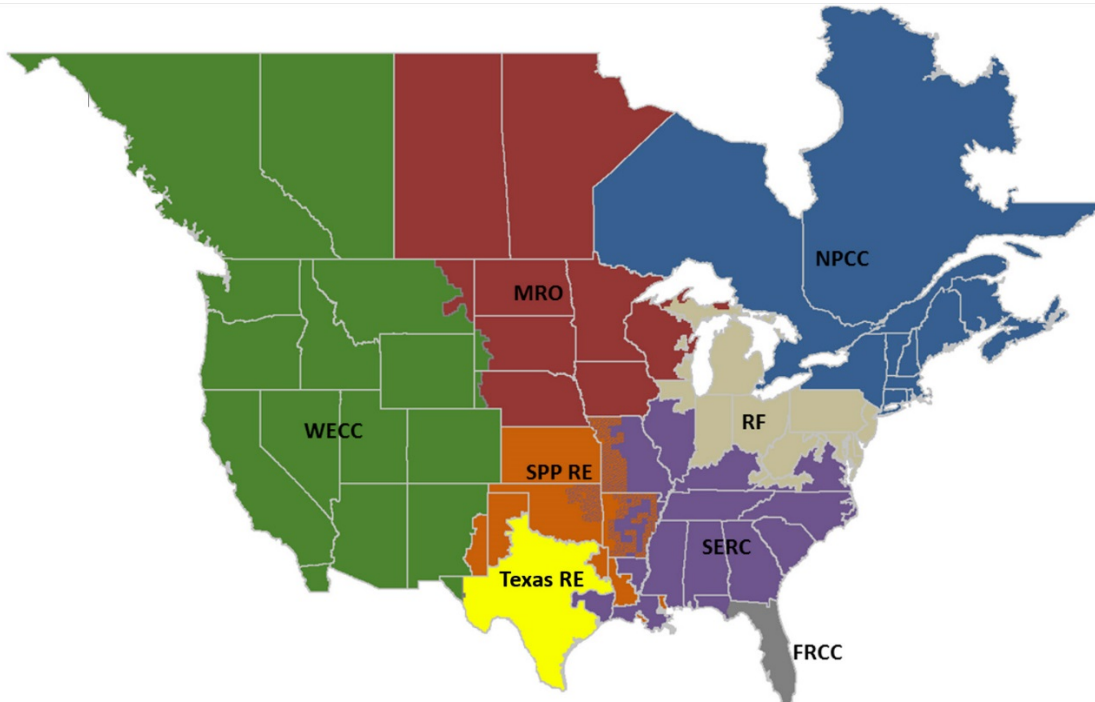 NPCC
MRO
RF
WECC
SPP RE
SERC
Texas RE
FRCC